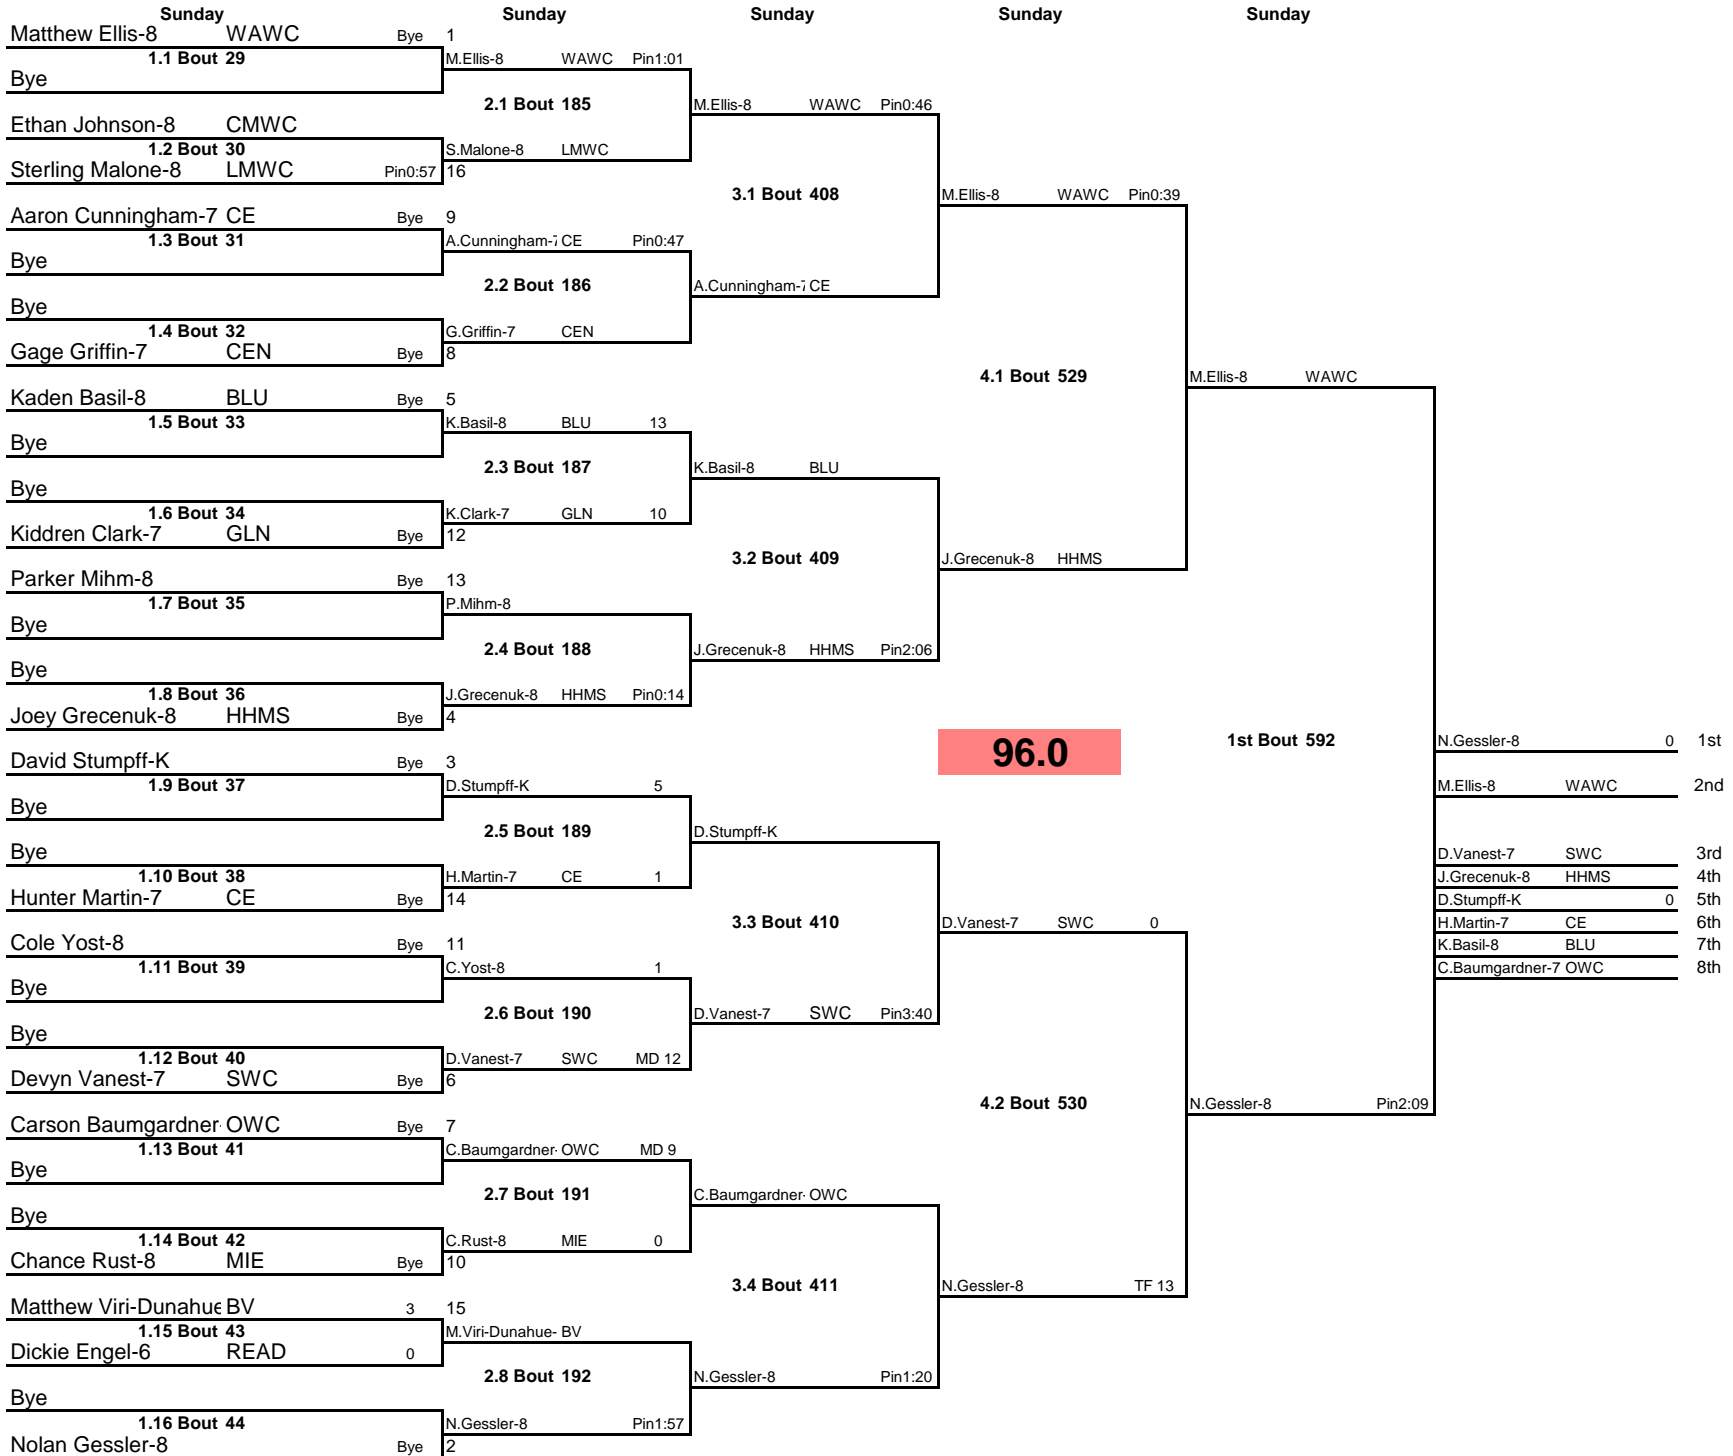 Sunday Sunday Sunday Sunday Sunday
Matthew Ellis-8 WAWC Bye 1
1.1 Bout 29
M.Ellis-8 WAWC Pin1:01
Bye
2.1 Bout 185
M.Ellis-8 WAWC Pin0:46
Ethan Johnson-8 CMWC
1.2 Bout 30
S.Malone-8 LMWC
Sterling Malone-8 LMWC Pin0:57 16
3.1 Bout 408
M.Ellis-8 WAWC Pin0:39
Aaron Cunningham-7 CE Bye 9
1.3 Bout 31
A.Cunningham-7 CE Pin0:47
Bye
2.2 Bout 186
A.Cunningham-7 CE
Bye
1.4 Bout 32
G.Griffin-7 CEN
Gage Griffin-7 CEN Bye 8
4.1 Bout 529
M.Ellis-8 WAWC
Kaden Basil-8 BLU Bye 5
1.5 Bout 33
K.Basil-8 BLU 13
Bye
2.3 Bout 187
K.Basil-8 BLU
Bye
1.6 Bout 34
K.Clark-7 GLN 10
Kiddren Clark-7 GLN Bye 12
3.2 Bout 409
J.Grecenuk-8 HHMS
Parker Mihm-8 Bye 13
1.7 Bout 35
P.Mihm-8
Bye
2.4 Bout 188
J.Grecenuk-8 HHMS Pin2:06
Bye
1.8 Bout 36
J.Grecenuk-8 HHMS Pin0:14
Joey Grecenuk-8 HHMS Bye 4
96.0
1st Bout 592
N.Gessler-8 0 1st
David Stumpff-K Bye 3
1.9 Bout 37
D.Stumpff-K 5
M.Ellis-8 WAWC 2nd
Bye
2.5 Bout 189
D.Stumpff-K
Bye
D.Vanest-7 SWC 3rd
1.10 Bout 38
H.Martin-7 CE 1
J.Grecenuk-8 HHMS 4th
Hunter Martin-7 CE Bye 14
D.Stumpff-K 0 5th
3.3 Bout 410
D.Vanest-7 SWC 0
H.Martin-7 CE 6th
Cole Yost-8 Bye 11
K.Basil-8 BLU 7th
1.11 Bout 39
C.Yost-8 1
C.Baumgardner-7 OWC 8th
Bye
2.6 Bout 190
D.Vanest-7 SWC Pin3:40
Bye
1.12 Bout 40
D.Vanest-7 SWC MD 12
Devyn Vanest-7 SWC Bye 6
4.2 Bout 530
N.Gessler-8 Pin2:09
Carson Baumgardner- OWC Bye 7
1.13 Bout 41
C.Baumgardner- OWC MD 9
Bye
2.7 Bout 191
C.Baumgardner- OWC
Bye
1.14 Bout 42
C.Rust-8 MIE 0
Chance Rust-8 MIE Bye 10
3.4 Bout 411
N.Gessler-8 TF 13
Matthew Viri-Dunahue BV 3 15
1.15 Bout 43
M.Viri-Dunahue- BV
Dickie Engel-6 READ 0
2.8 Bout 192
N.Gessler-8 Pin1:20
Bye
1.16 Bout 44
N.Gessler-8 Pin1:57
Nolan Gessler-8 Bye 2